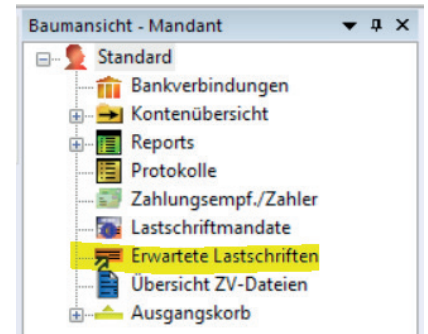 Baumansicht - Mandant
Standard
Bankverbindungen
Kontenübersicht
Reports
Protokolle
Zahlungsempf./Zahler
Lastschriftmandate
Erwartete Lastschriften
Übersicht ZV-Dateien
Ausgangskorb